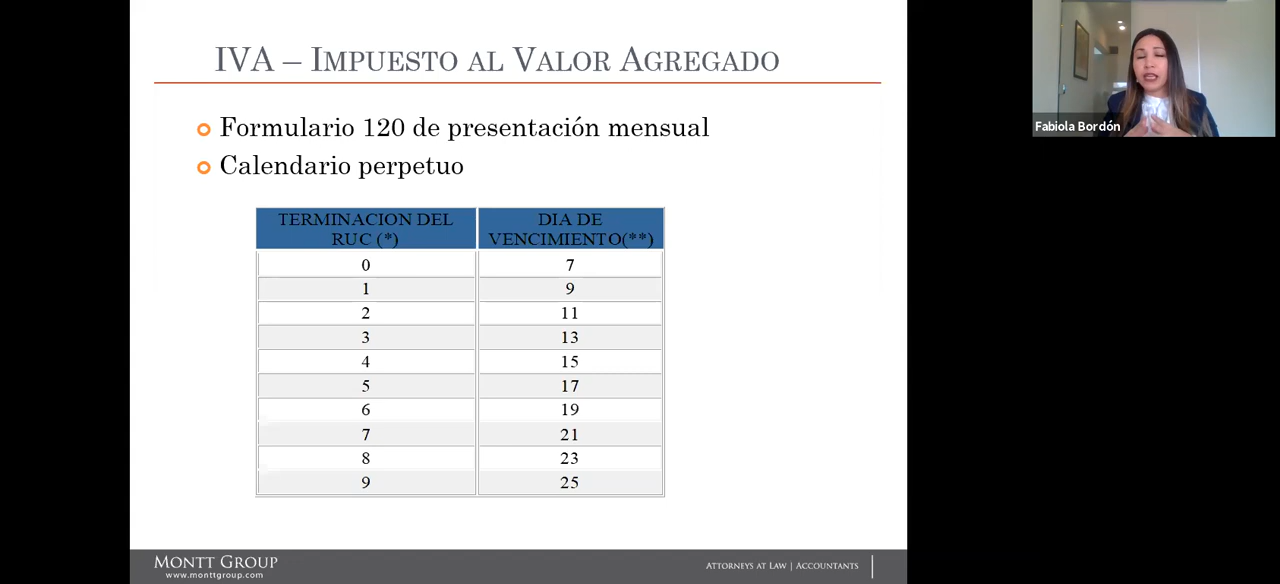 IVA – IMPUESTO AL VALOR AGREGADO
Formulario 120 de presentación mensual
Calendario perpetuo
TERMINACION DEL RUC (*) DIA DE VENCIMIENTO(**)
0 7
1 9
2 11
3 13
4 15
5 17
6 19
7 21
8 23
9 25
MONTT GROUP
www.monttgroup.com
ATTORNEYS AT LAW | ACCOUNTANTS
Fabiola Bordón